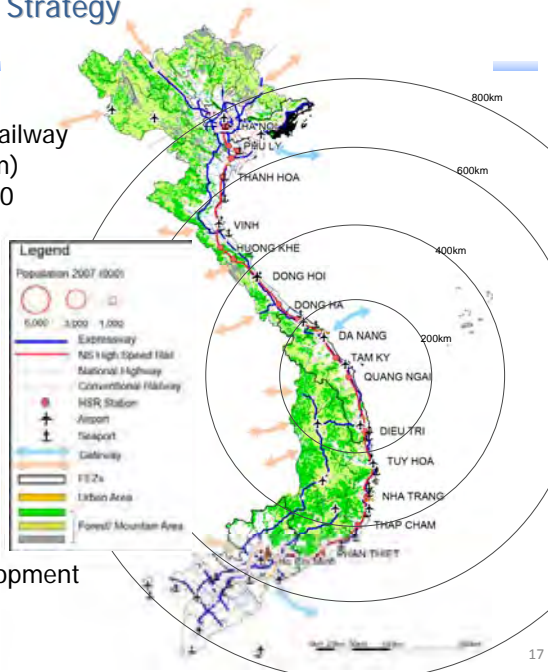 Strategy
ailway
m)
0
800km
600km
400km
200km
HA NOI
PHU LY
THANH HOA
VINH
HUONG KHE
DONG HOI
DONG HA
DA NANG
TAM KY
QUANG NGAI
DIEU TRI
TUY HOA
NHA TRANG
THAP CHAM
PHAN THIET
Ho Chi Minh
Legend
Population 2007 (000)
5,000 3,000 1,000
Expressway
NS High Speed Rail
National Highway
Conventional Railway
HSR Station
Airport
Seaport
Gateway
Urban Area
Forest/ Mountain Area
opment
17